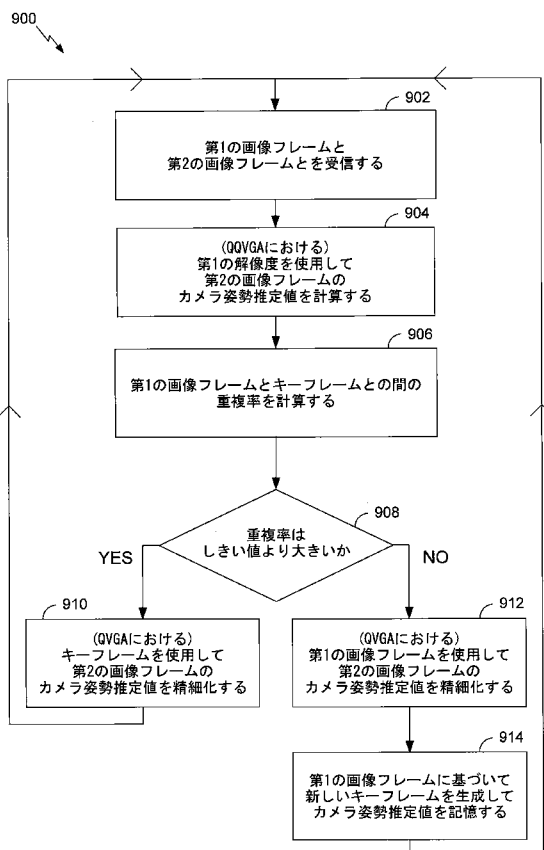 900
902
第1の画像フレームと
第2の画像フレームとを受信する
904
(QQVGAにおける)
第1の解像度を使用して
第2の画像フレームの
カメラ姿勢推定値を計算する
906
第1の画像フレームとキーフレームとの間の
重複率を計算する
908
重複率は
しきい値より大きいか
YES
NO
910
(QVGAにおける)
キーフレームを使用して
第2の画像フレームの
カメラ姿勢推定値を精細化する
912
(QVGAにおける)
第1の画像フレームを使用して
第2の画像フレームの
カメラ姿勢推定値を精細化する
914
第1の画像フレームに基づいて
新しいキーフレームを生成して
カメラ姿勢推定値を記憶する